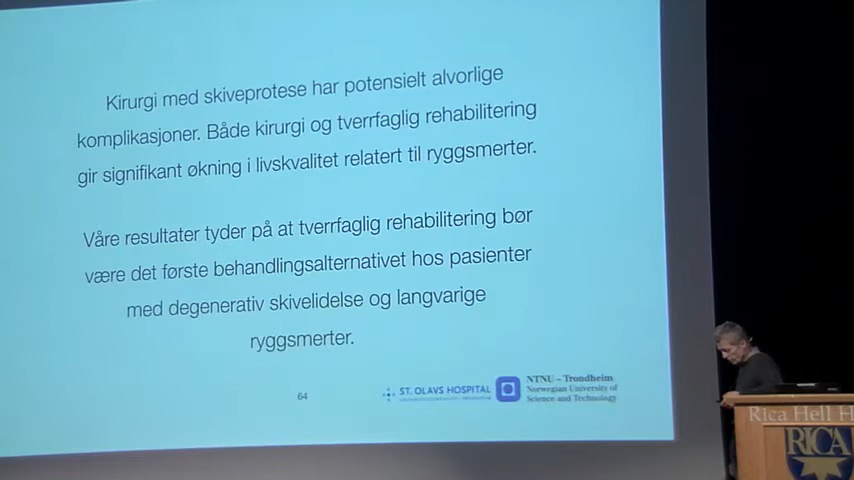 Kirurgi med skiveprotese har potensielt alvorlige
komplikasjoner. Både kirurgi og tverrfaglig rehabilitering
gir signifikant økning i livskvalitet relatert til ryggsmerter.
Våre resultater tyder på at tverrfaglig rehabilitering bør
være det første behandlingsalternativet hos pasienter
med degenerativ skivelidelse og langvarige
ryggsmerter.
64
ST. OLAVS HOSPITAL
NTNU – Trondheim
Norwegian University of
Science and Technology
Rica Hell H
RICA